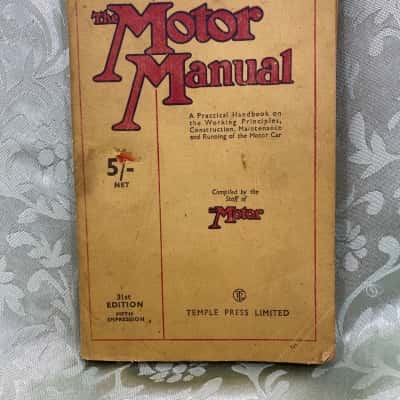 The Motor
Manual
A Practical Handbook on
the Working Principles,
Construction, Maintenance
and Running of the Motor Car
5/-
NET
Compiled by the
Staff of
The Motor
31st
EDITION
FIFTH
IMPRESSION
TEMPLE PRESS LIMITED